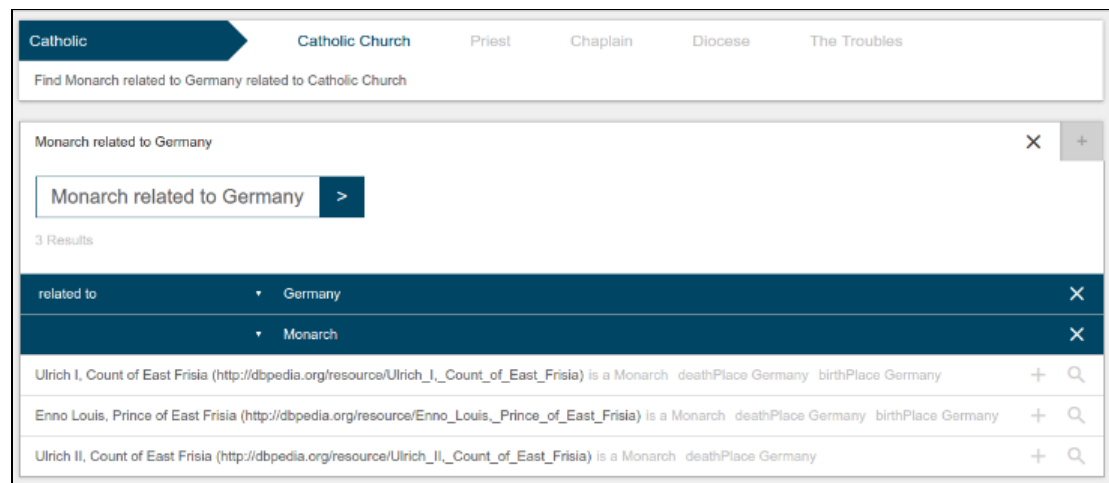 Catholic Catholic Church Priest Chaplain Diocese The Troubles
Find Monarch related to Germany related to Catholic Church
Monarch related to Germany × +
Monarch related to Germany >
3 Results
related to ▾ Germany ×
▾ Monarch ×
Ulrich I, Count of East Frisia (http://dbpedia.org/resource/Ulrich_I,_Count_of_East_Frisia) is a Monarch deathPlace Germany birthPlace Germany +
Enno Louis, Prince of East Frisia (http://dbpedia.org/resource/Enno_Louis,_Prince_of_East_Frisia) is a Monarch deathPlace Germany birthPlace Germany +
Ulrich II, Count of East Frisia (http://dbpedia.org/resource/Ulrich_II,_Count_of_East_Frisia) is a Monarch deathPlace Germany +